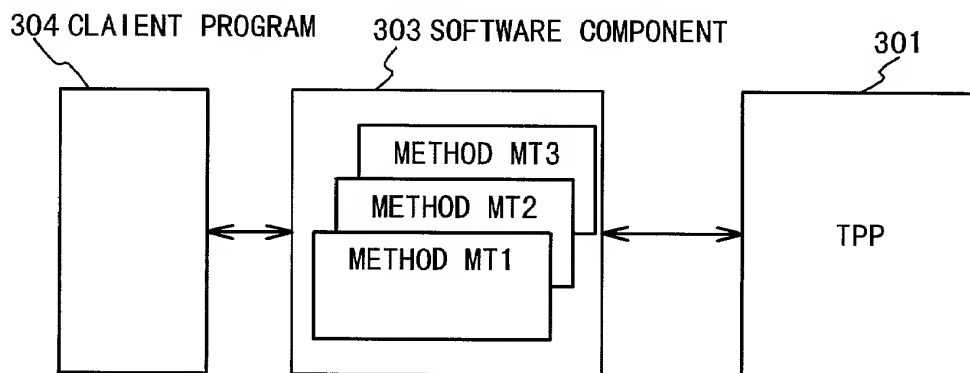 304 CLAIENT PROGRAM
303 SOFTWARE COMPONENT
301
METHOD MT3
METHOD MT2
METHOD MT1
TPP